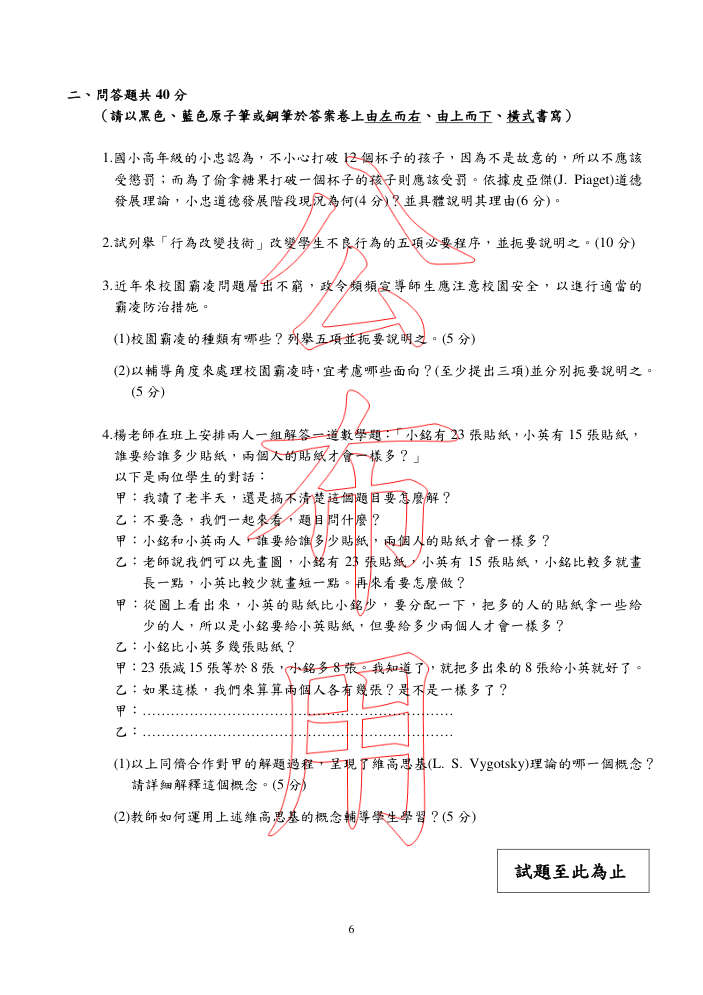 二、問答題共 40 分
（請以黑色、藍色原子筆或鋼筆於答案卷上由左而右、由上而下、橫式書寫）
1.國小高年級的小忠認為，不小心打破 12 個杯子的孩子，因為不是故意的，所以不應該
受懲罰；而為了偷拿糖果打破一個杯子的孩子則應該受罰。依據皮亞傑(J. Piaget)道德
發展理論，小忠道德發展階段現況為何(4 分)？並具體說明其理由(6 分)。
2.試列舉「行為改變技術」改變學生不良行為的五項必要程序，並扼要說明之。(10 分)
3.近年來校園霸凌問題層出不窮，政令頻頻宣導師生應注意校園安全，以進行適當的
霸凌防治措施。
(1)校園霸凌的種類有哪些？列舉五項並扼要說明之。(5 分)
(2)以輔導角度來處理校園霸凌時，宜考慮哪些面向？(至少提出三項)並分別扼要說明之。
(5 分)
4.楊老師在班上安排兩人一組解答一道數學題：「小銘有 23 張貼紙，小英有 15 張貼紙，
誰要給誰多少貼紙，兩個人的貼紙才會一樣多？」
以下是兩位學生的對話：
甲：我讀了老半天，還是搞不清楚這個題目要怎麼解？
乙：不要急，我們一起來看，題目問什麼？
甲：小銘和小英兩人，誰要給誰多少貼紙，兩個人的貼紙才會一樣多？
乙：老師說我們可以先畫圖，小銘有 23 張貼紙，小英有 15 張貼紙，小銘比較多就畫
長一點，小英比較少就畫短一點。再來看要怎麼做？
甲：從圖上看出來，小英的貼紙比小銘少，要分配一下，把多的人的貼紙拿一些給
少的人，所以是小銘要給小英貼紙，但要給多少兩個人才會一樣多？
乙：小銘比小英多幾張貼紙？
甲：23 張減 15 張等於 8 張，小銘多 8 張。我知道了，就把多出來的 8 張給小英就好了。
乙：如果這樣，我們來算算兩個人各有幾張？是不是一樣多了？
甲：…………………………………………………………
乙：…………………………………………………………
(1)以上同儕合作對甲的解題過程，呈現了維高思基(L. S. Vygotsky)理論的哪一個概念？
請詳細解釋這個概念。(5 分)
(2)教師如何運用上述維高思基的概念輔導學生學習？(5 分)
試題至此為止
6
公布用